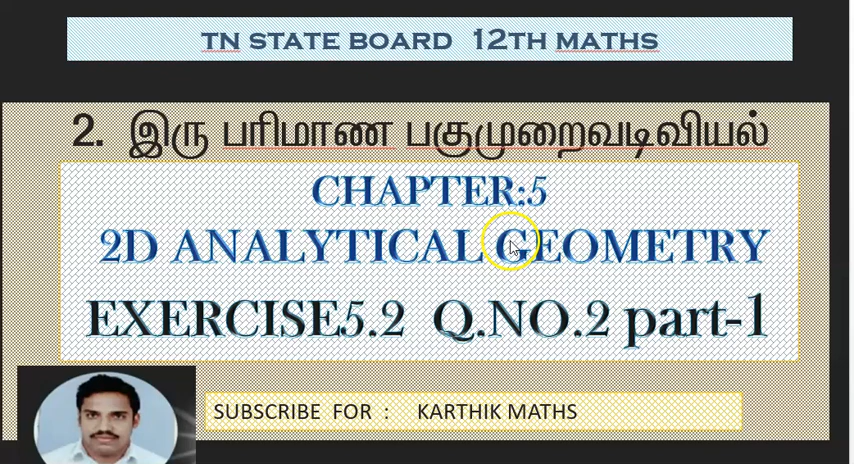 TN STATE BOARD 12TH MATHS
2. இரு பரிமாண பகுமுறைவடிவியல்
CHAPTER:5
2D ANALYTICAL GEOMETRY
EXERCISE5.2 Q.NO.2 part-1
SUBSCRIBE FOR : KARTHIK MATHS